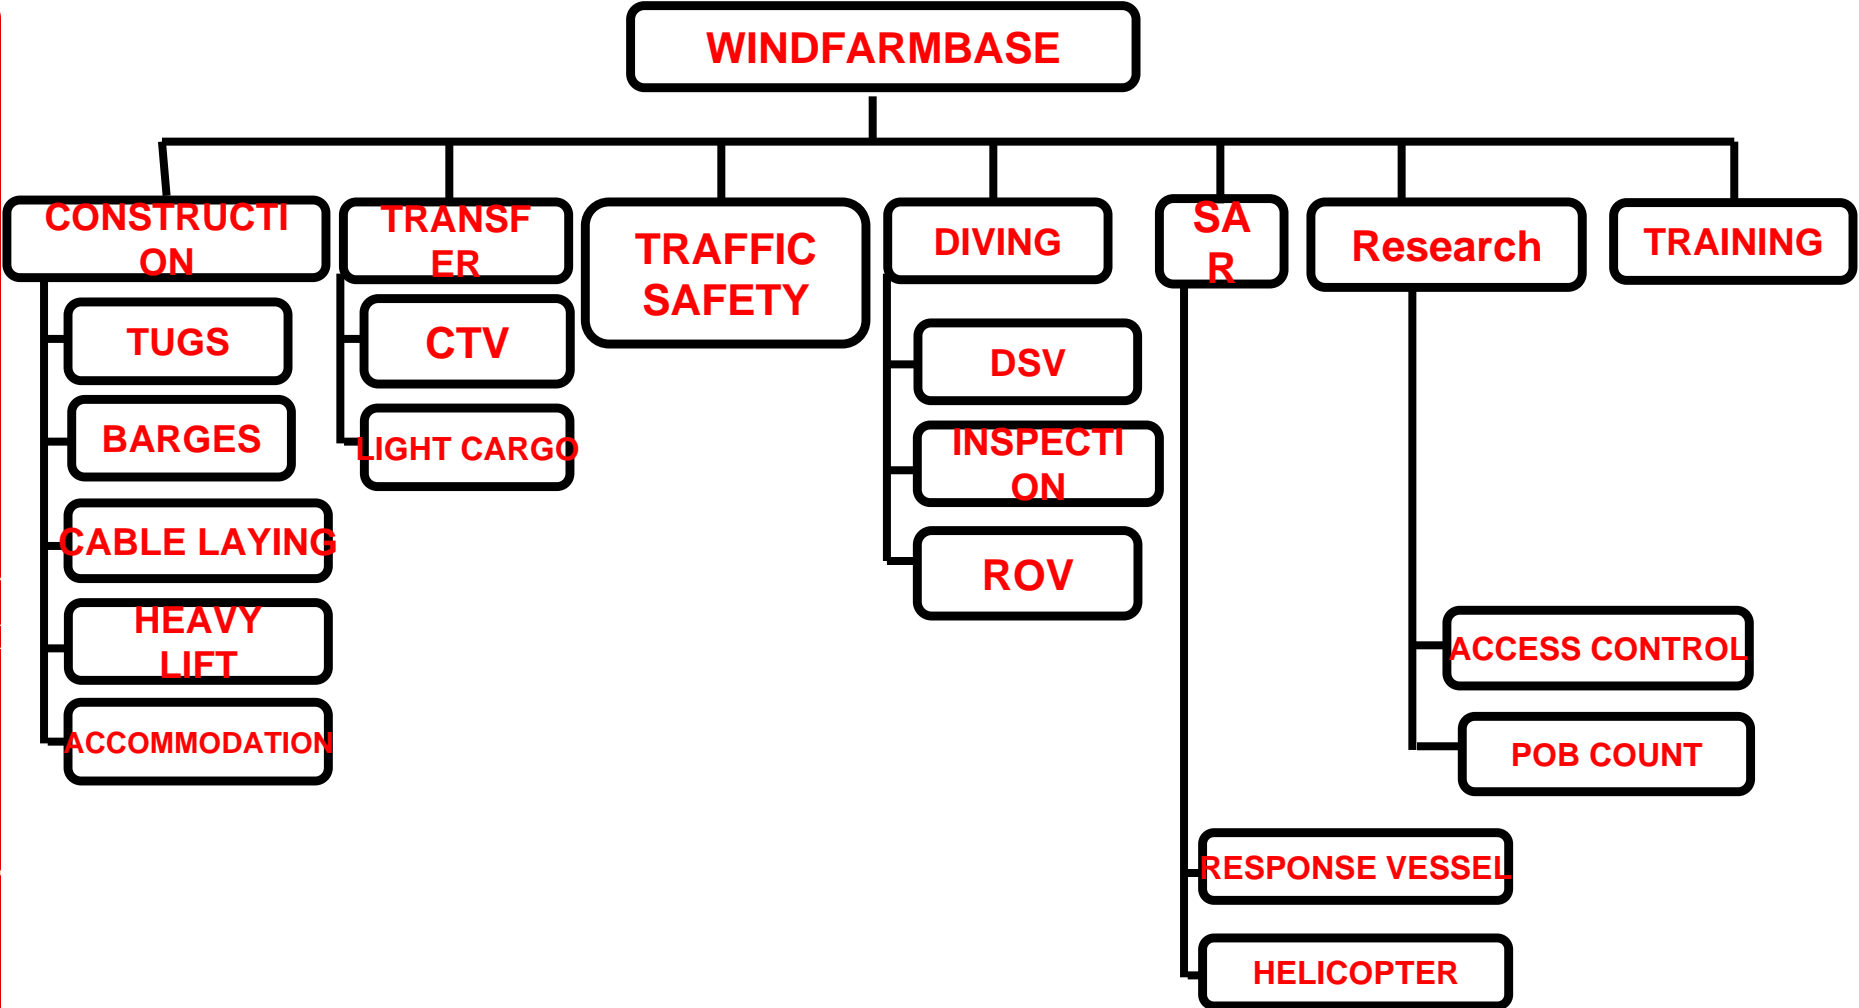 WINDFARMBASE
CONSTRUCTI
ON
TRANSF
ER
TRAFFIC
SAFETY
DIVING
SA
R
Research
TRAINING
TUGS
BARGES
CABLE LAYING
HEAVY
LIFT
ACCOMMODATION
CTV
LIGHT CARGO
DSV
INSPECTI
ON
ROV
RESPONSE VESSEL
HELICOPTER
ACCESS CONTROL
POB COUNT